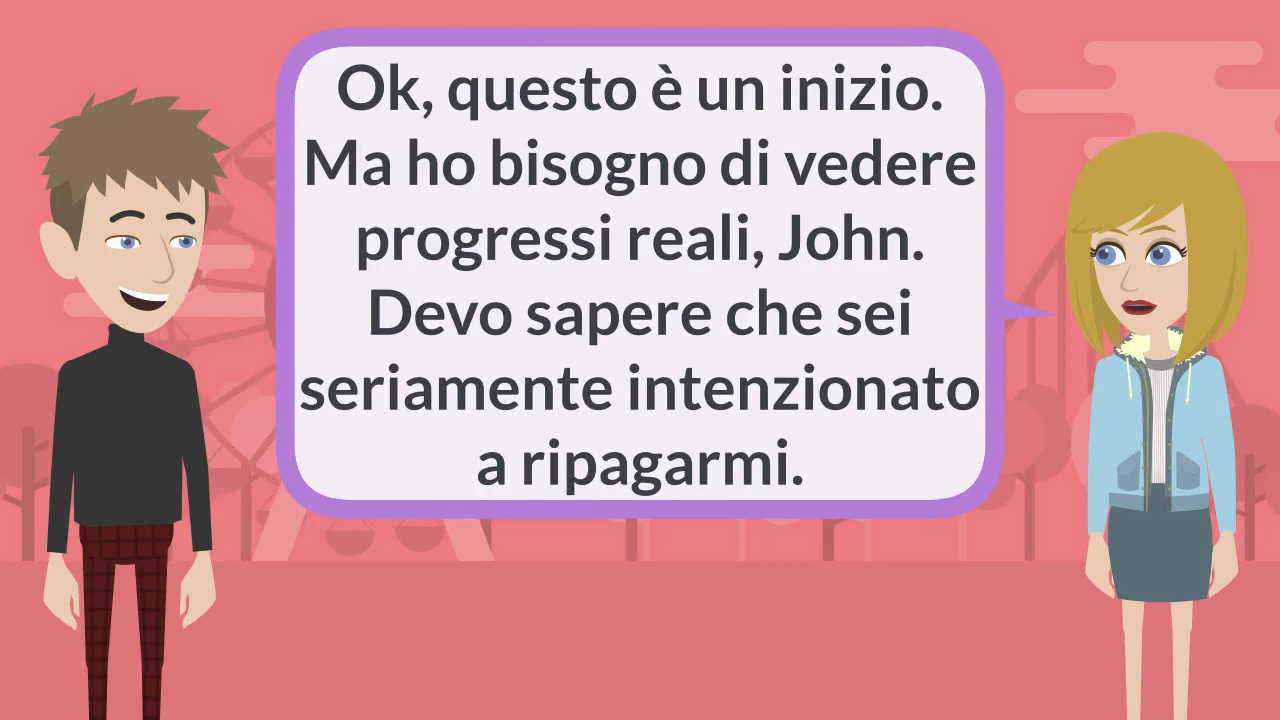 Ok, questo è un inizio.
Ma ho bisogno di vedere
progressi reali, John.
Devo sapere che sei
seriamente intenzionato
a ripagarmi.